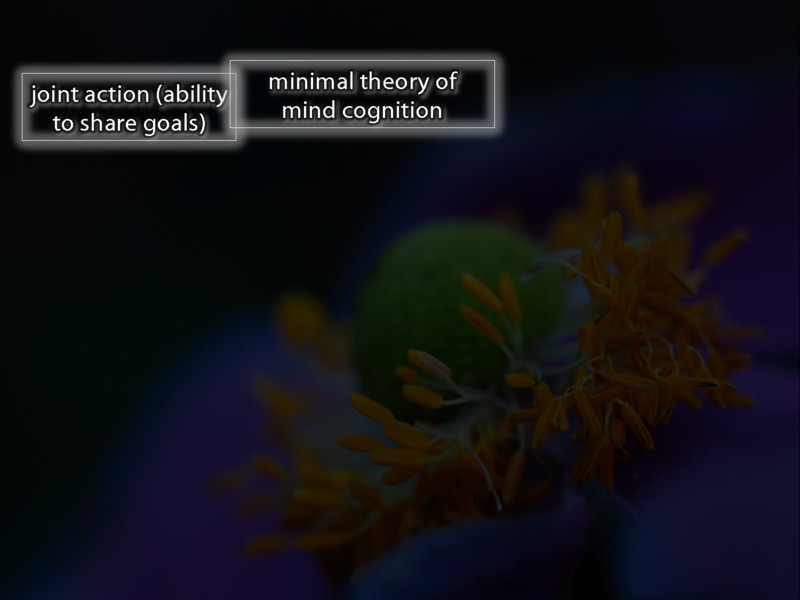 joint action (ability
to share goals)
minimal theory of
mind cognition